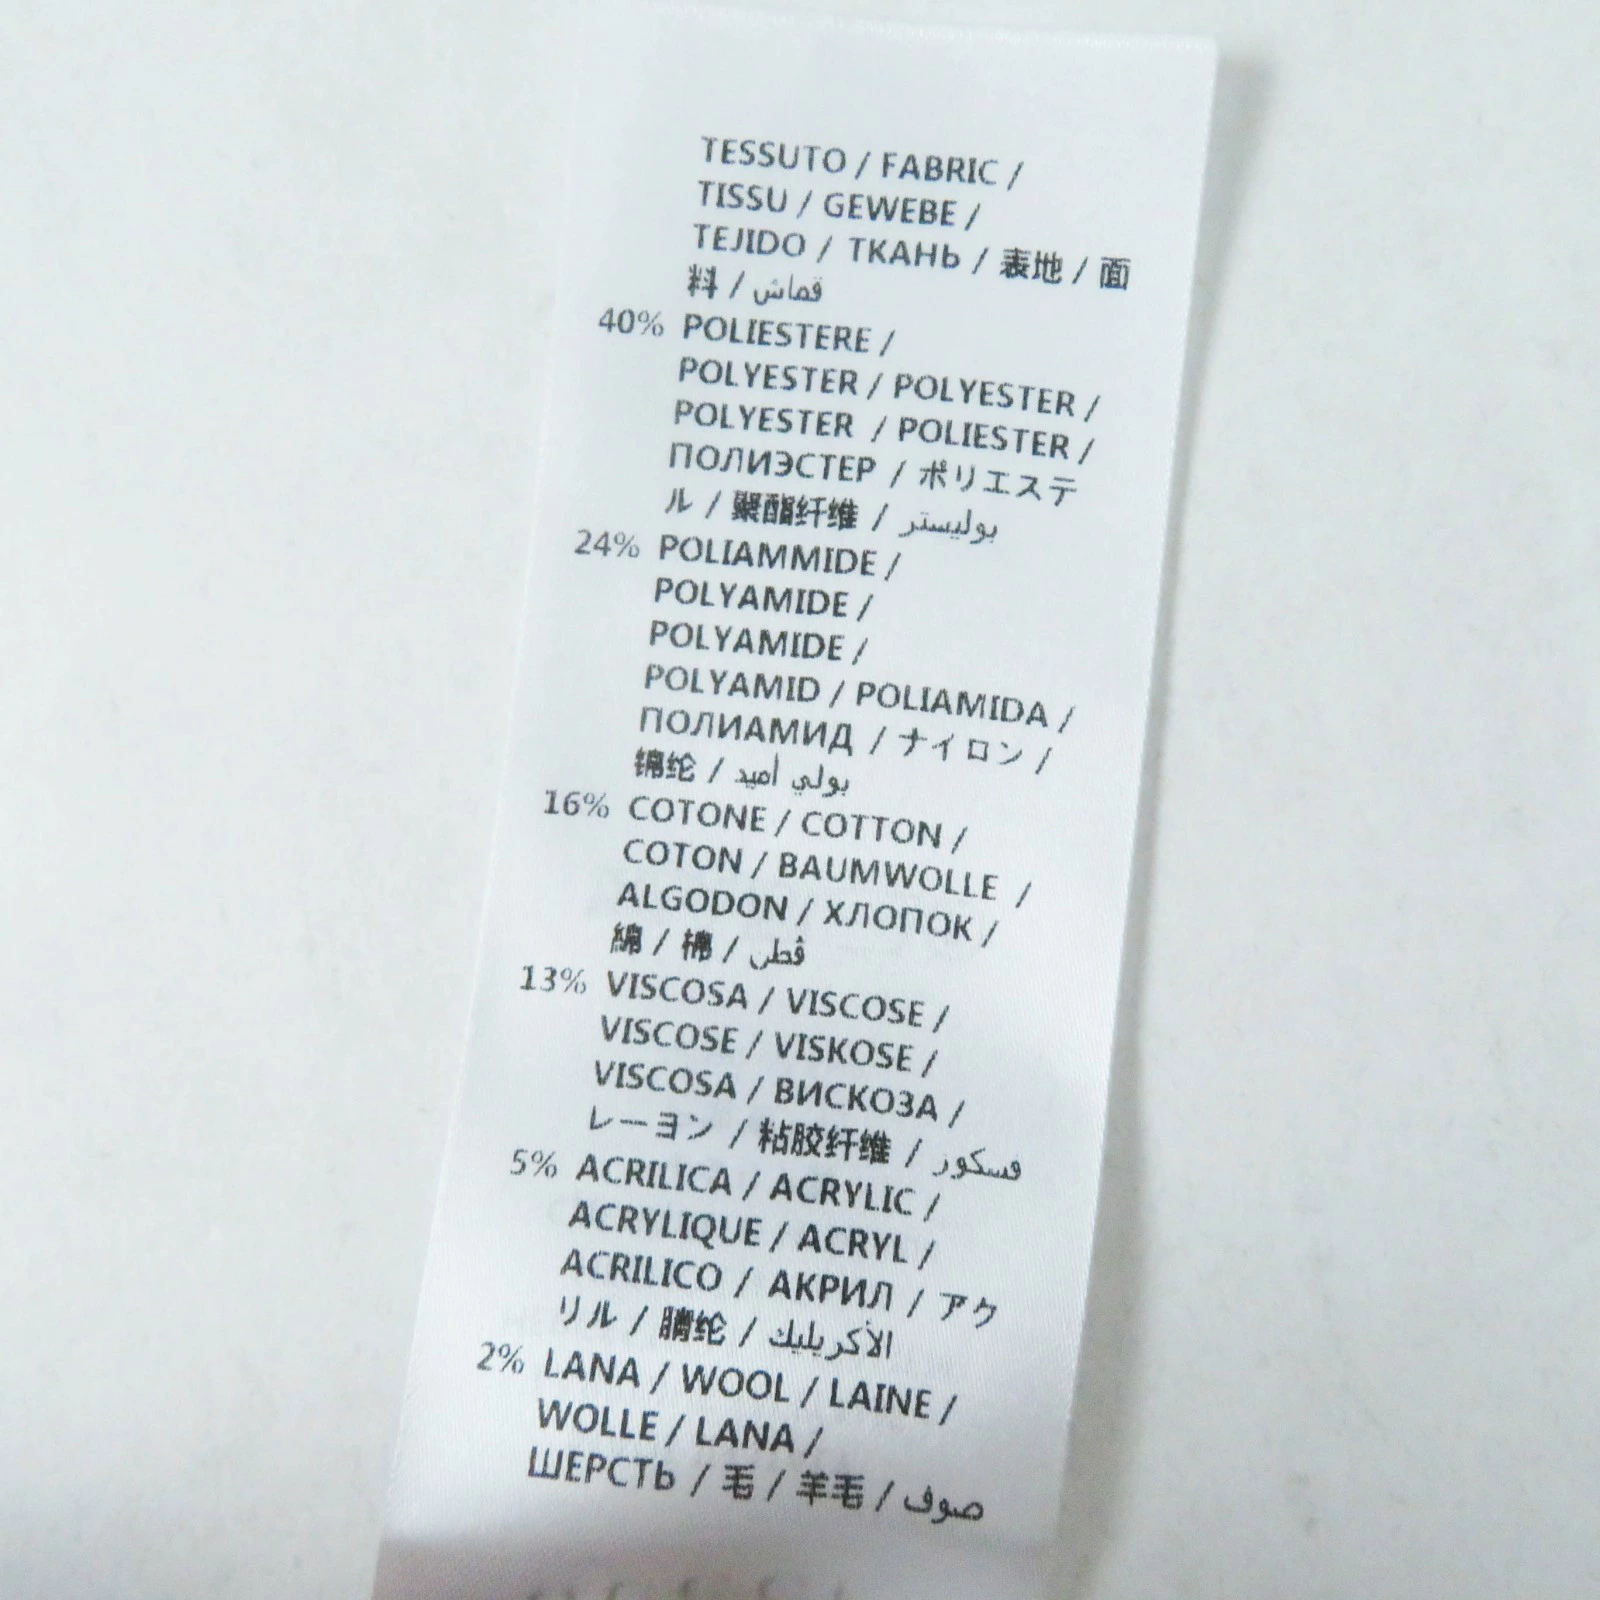 TESSUTO / FABRIC /
TISSU / GEWEBE /
TEJIDO / ТКАНЬ / 表地 / 面
料 / قماش
40% POLIESTERE /
POLYESTER / POLYESTER /
POLYESTER / POLIESTER /
ПОЛИЭСТЕР / ポリエステ
ル / 聚酯纤维 / بوليستر
24% POLIAMMIDE /
POLYAMIDE /
POLYAMIDE /
POLYAMID / POLIAMIDA /
ПОЛИАМИД / ナイロン /
锦纶 / بولي أميد
16% COTONE / COTTON /
COTON / BAUMWOLLE /
ALGODON / ХЛОПОК /
綿 / 棉 / قطن
13% VISCOSA / VISCOSE /
VISCOSE / VISKOSE /
VISCOSA / ВИСКОЗА /
レーヨン / 粘胶纤维 / فسكور
5% ACRILICA / ACRYLIC /
ACRYLIQUE / ACRYL /
ACRILICO / АКРИЛ / アク
リル / 腈纶 / الأكريليك
2% LANA / WOOL / LAINE /
WOLLE / LANA /
ШЕРСТЬ / 毛 / 羊毛 / صوف